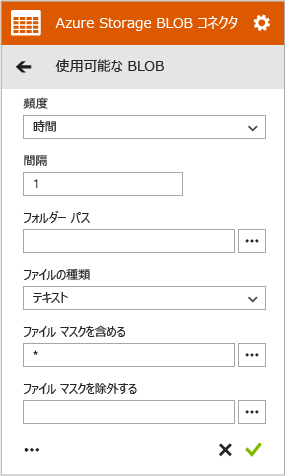 Azure Storage BLOB コネクタ
使用可能な BLOB
頻度
時間
間隔
1
フォルダー パス
ファイルの種類
テキスト
ファイル マスクを含める
*
ファイル マスクを除外する